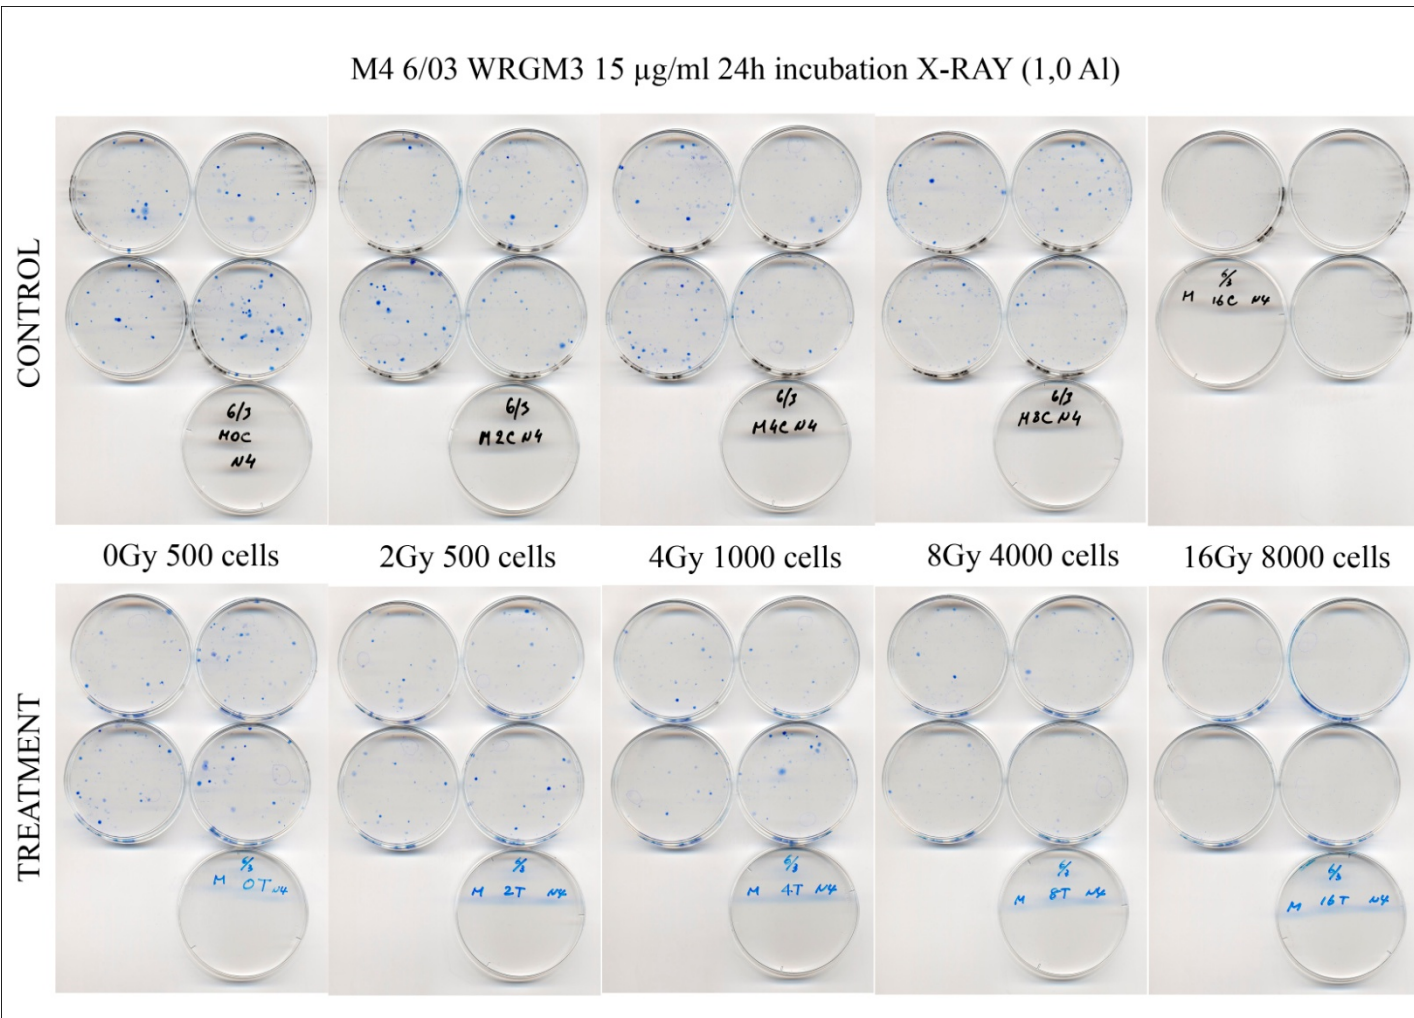 M4 6/03 WRGM3 15 µg/ml 24h incubation X-RAY (1,0 Al)
CONTROL
6/3
M0C
N4
6/3
M2C N4
6/3
M4C N4
6/3
M8C N4
6/3
M 16C N4
0Gy 500 cells
2Gy 500 cells
4Gy 1000 cells
8Gy 4000 cells
16Gy 8000 cells
TREATMENT
6/3
M 0T N4
6/3
M 2T N4
6/3
M 4T N4
6/3
M 8T N4
6/3
M 16T N4